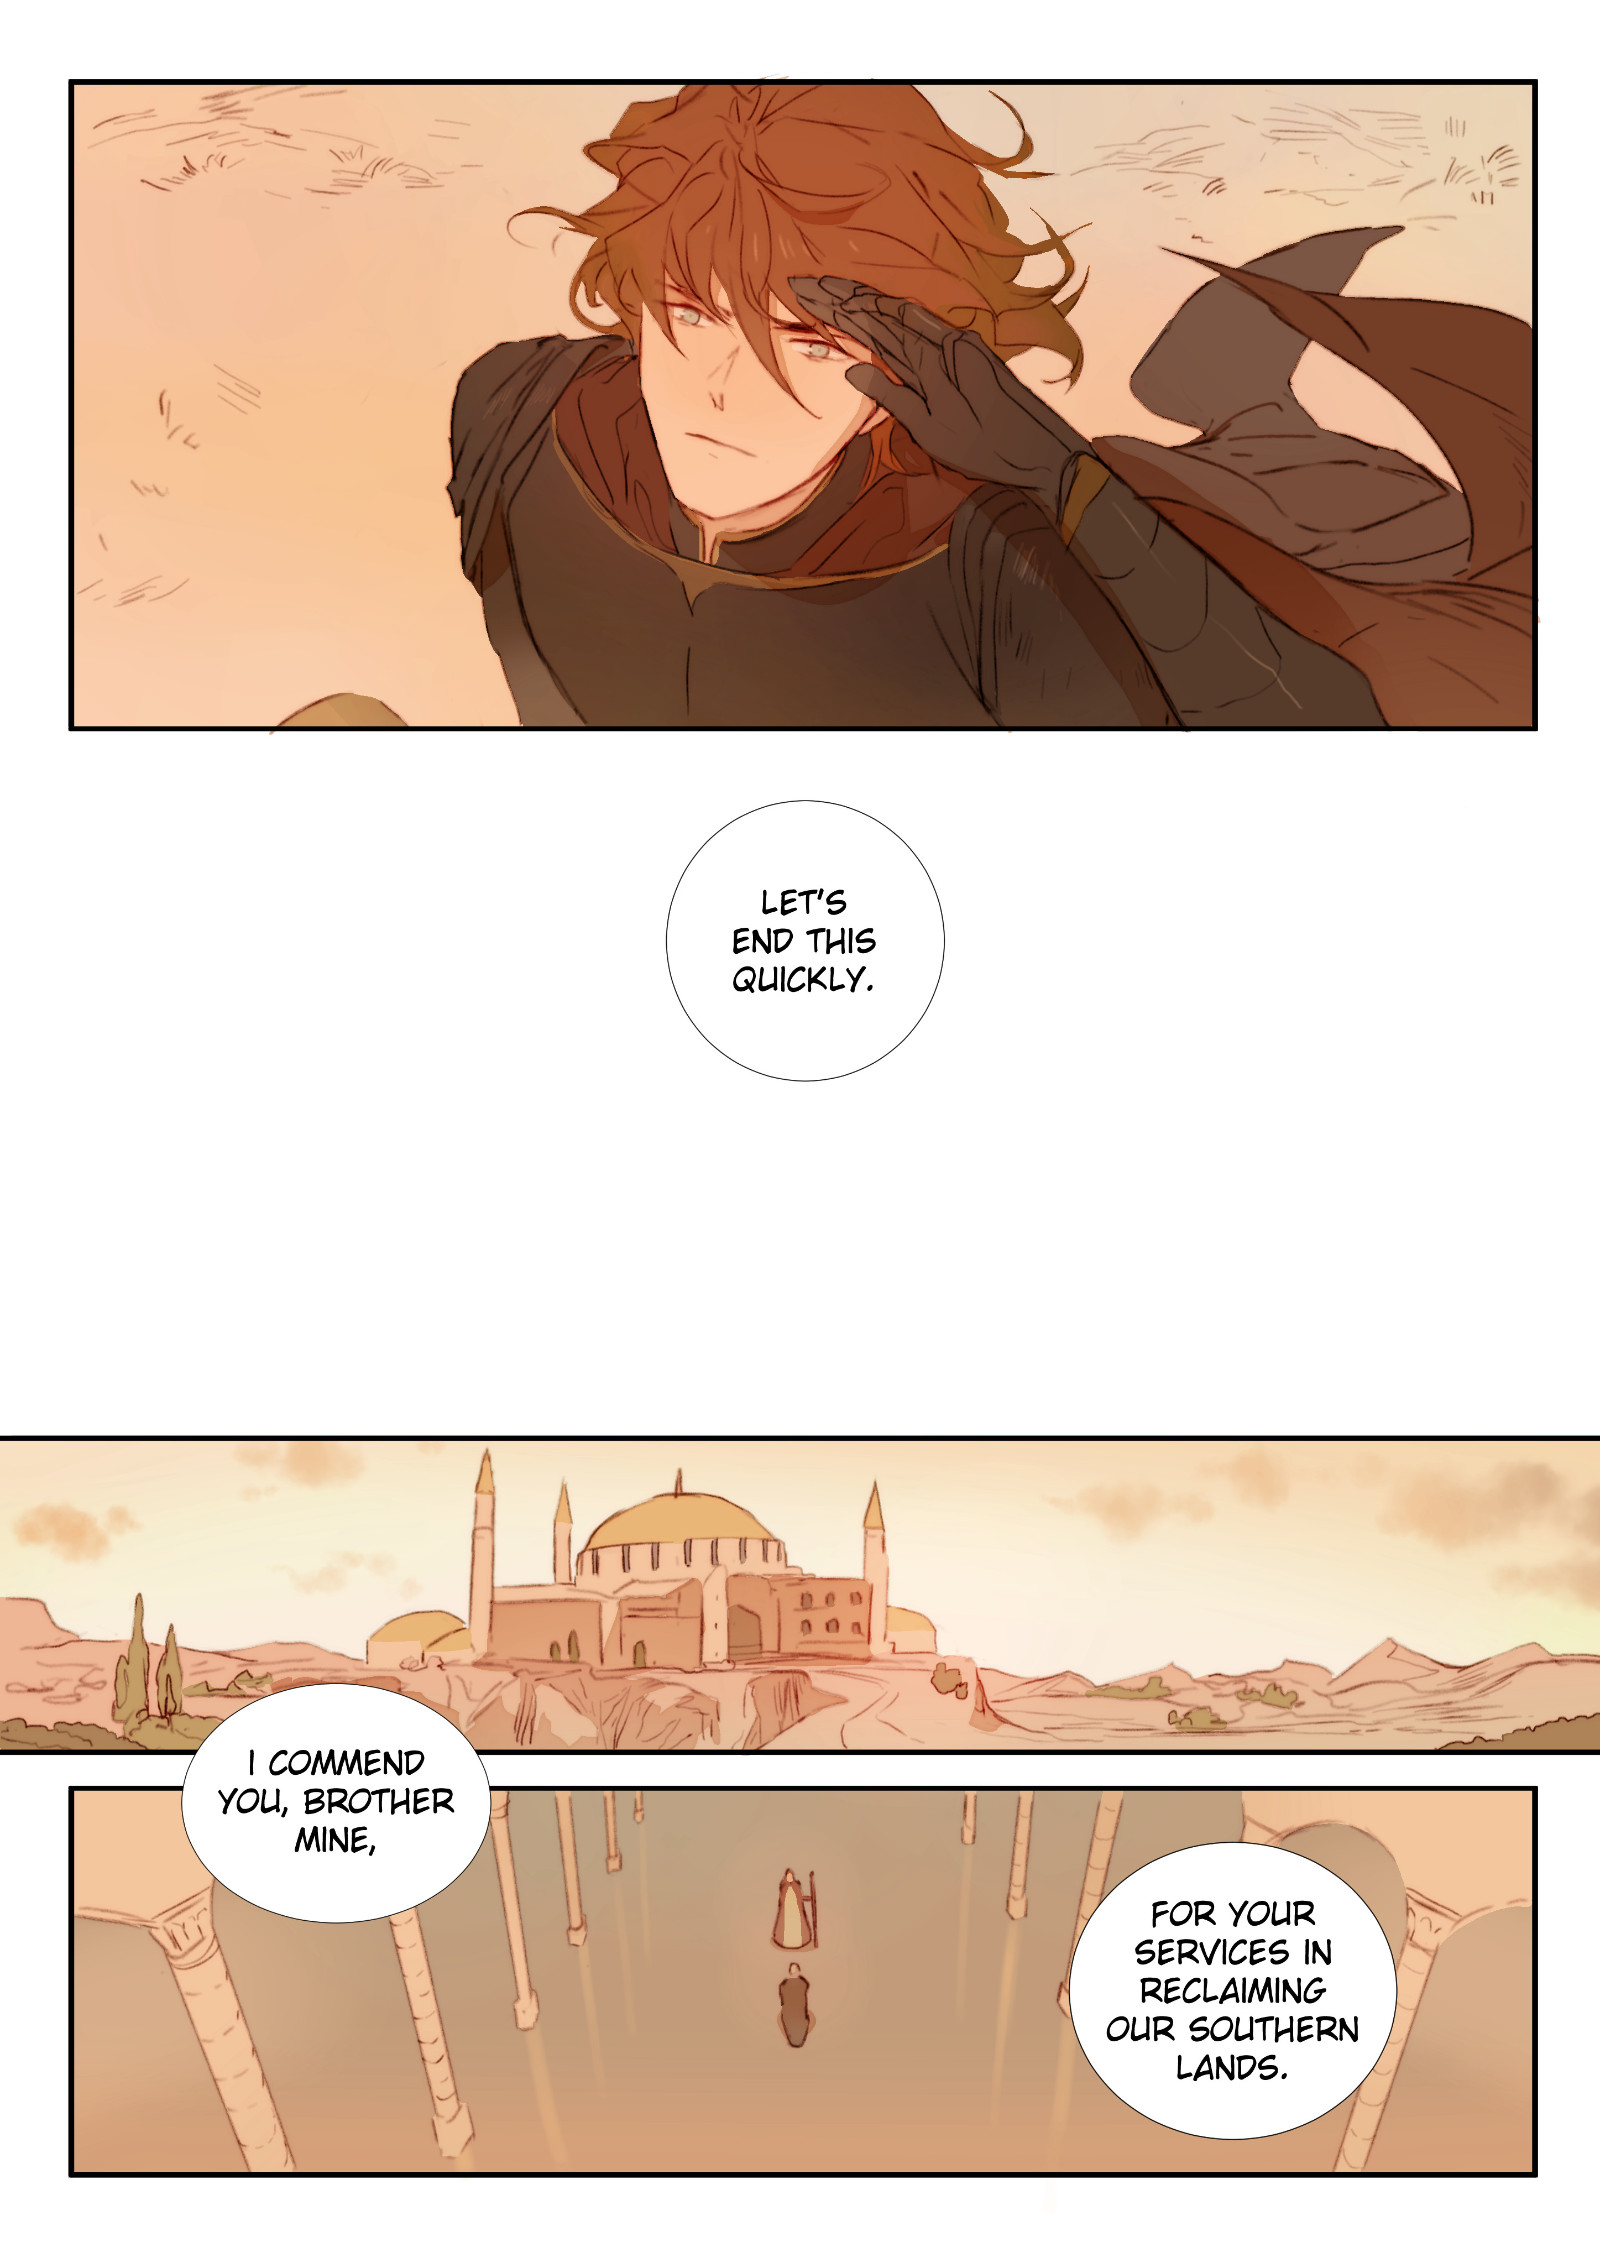 LET'S
END THIS
QUICKLY.
I COMMEND
YOU, BROTHER
MINE,
FOR YOUR
SERVICES IN
RECLAIMING
OUR SOUTHERN
LANDS.